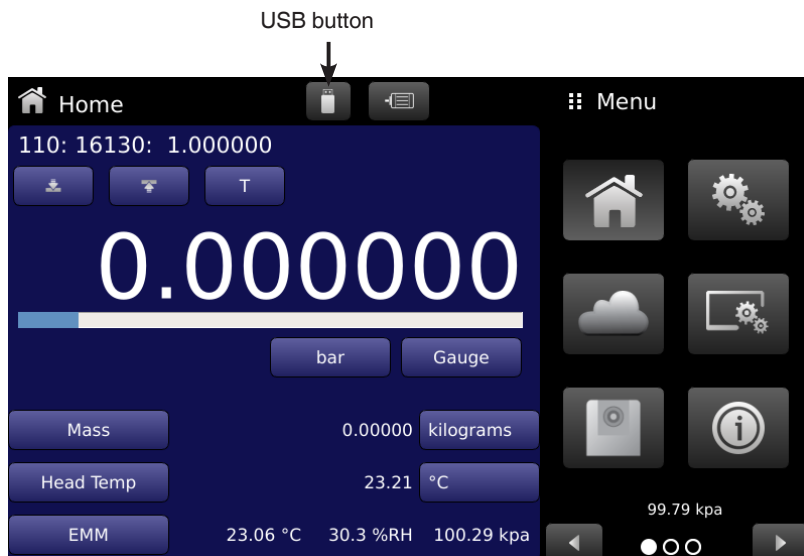 USB button
Home
Menu
110: 16130: 1.000000
T
0.000000
bar Gauge
Mass 0.00000 kilograms
Head Temp 23.21 °C
EMM 23.06 °C 30.3 %RH 100.29 kpa
99.79 kpa